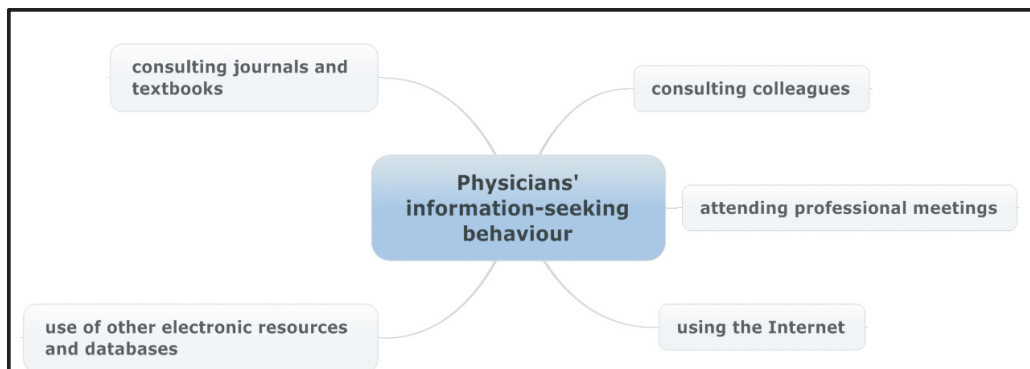 consulting journals and
textbooks
consulting colleagues
Physicians'
information-seeking
behaviour
attending professional meetings
use of other electronic resources
and databases
using the Internet